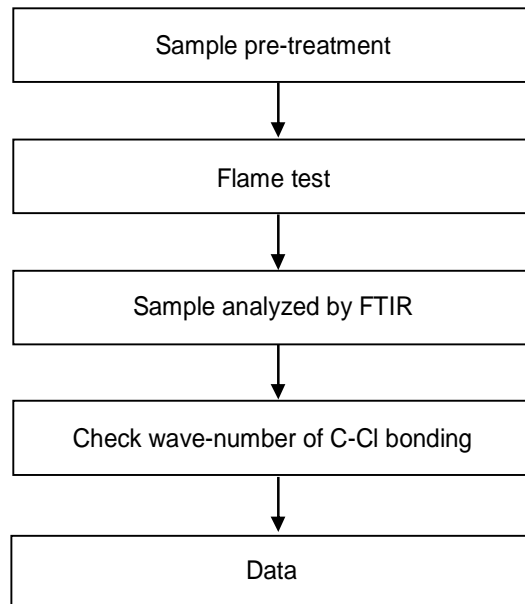 Sample pre-treatment
Flame test
Sample analyzed by FTIR
Check wave-number of C-Cl bonding
Data